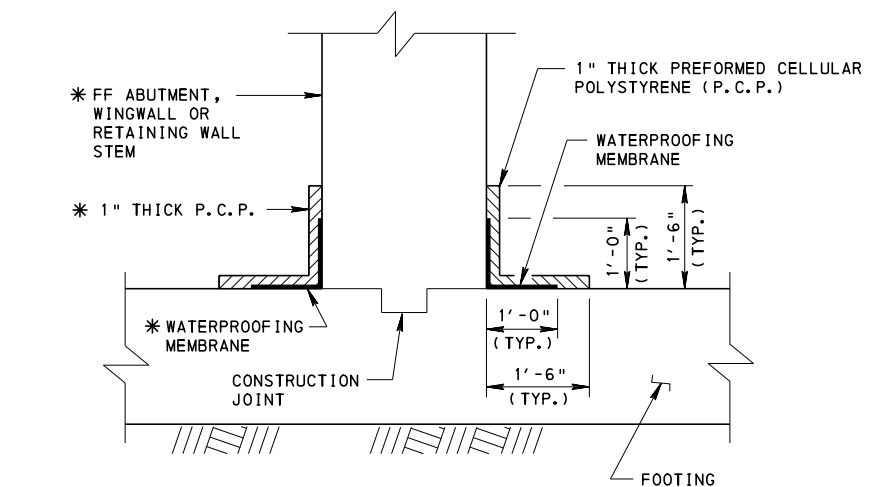 1" THICK PREFORMED CELLULAR
POLYSTYRENE (P.C.P.)
* FF ABUTMENT,
WINGWALL OR
RETAINING WALL
STEM
WATERPROOFING
MEMBRANE
* 1" THICK P.C.P.
1'-0"
(TYP.)
1'-6"
(TYP.)
* WATERPROOFING
MEMBRANE
1'-0"
(TYP.)
CONSTRUCTION
JOINT
1'-6"
(TYP.)
FOOTING